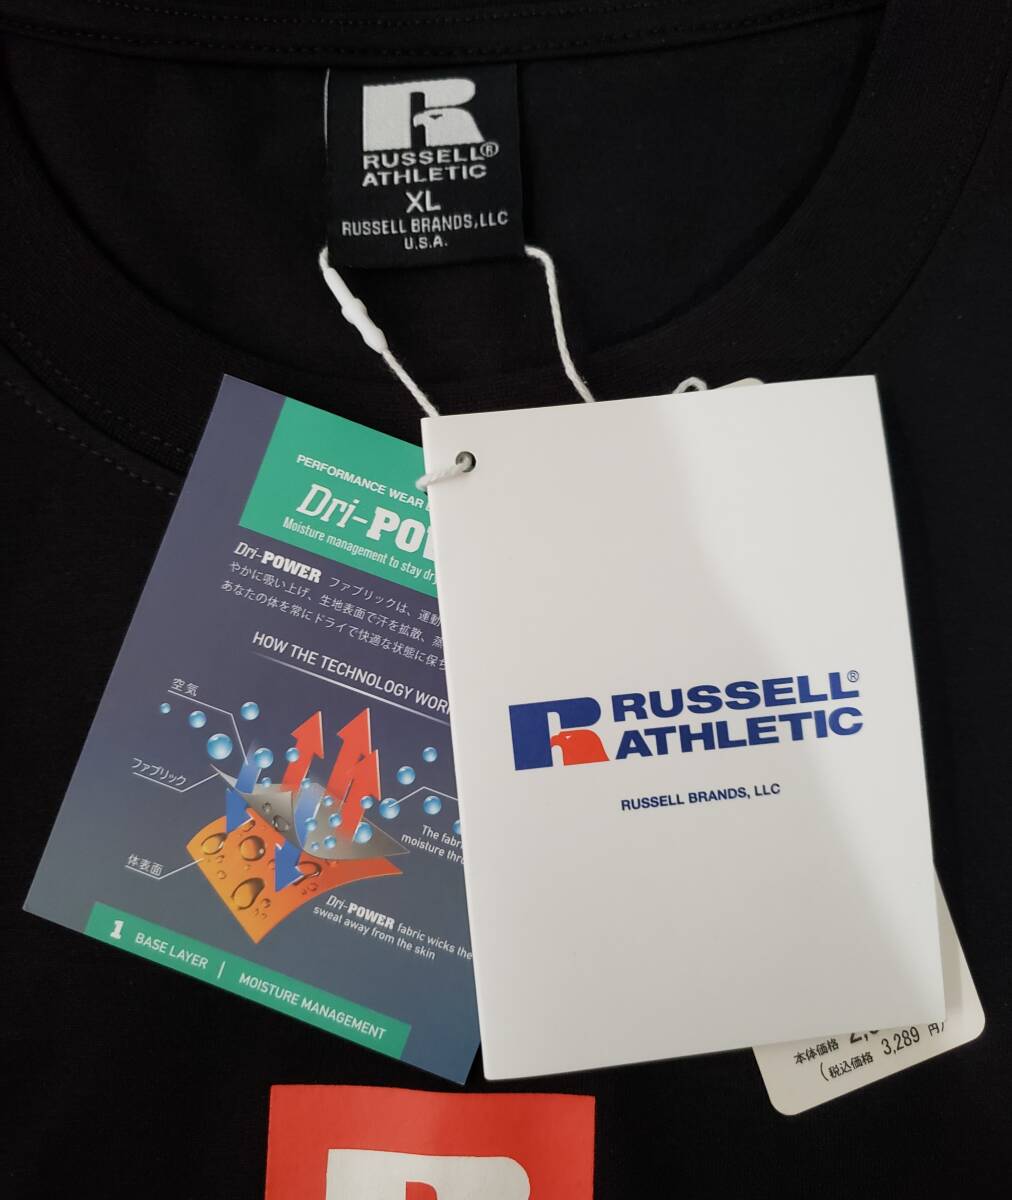 RUSSELL®
ATHLETIC
XL
RUSSELL BRANDS,LLC
U.S.A.
PERFORMANCE WEAR
Dri-
Moisture management to stay dry
Dri-POWER ファブリックは、運動
やかに吸い上げ、生地表面で汗を拡散、蒸
あなたの体を常にドライで快適な状態に保ち
HOW THE TECHNOLOGY
空気
ファブリック
体表面
The
moisture
Dri-POWER fabric wicks the
sweat away from the skin
1 BASE LAYER | MOISTURE MANAGEMENT
RUSSELL®
ATHLETIC
RUSSELL BRANDS, LLC
本体価格
(税込価格 3,289 円)